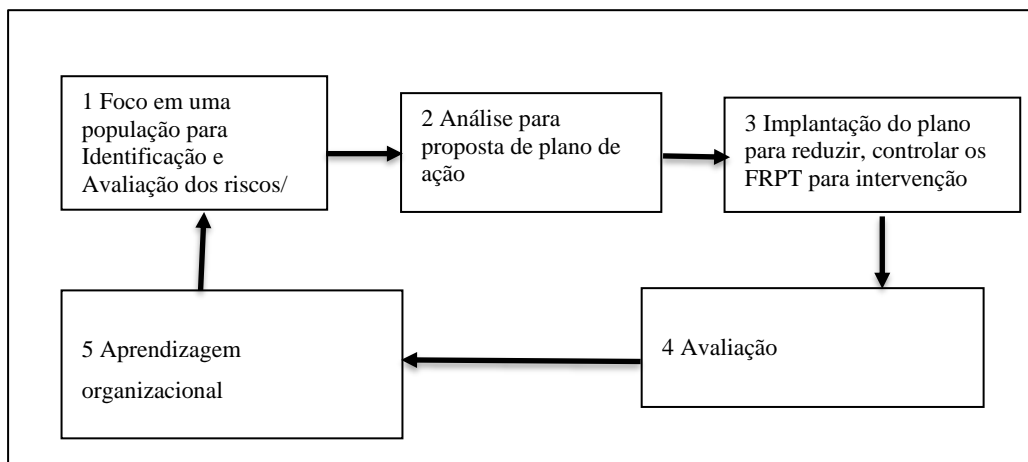 1 Foco em uma
população para
Identificação e
Avaliação dos riscos/
2 Análise para
proposta de plano de
ação
3 Implantação do plano
para reduzir, controlar os
FRPT para intervenção
4 Avaliação
5 Aprendizagem
organizacional